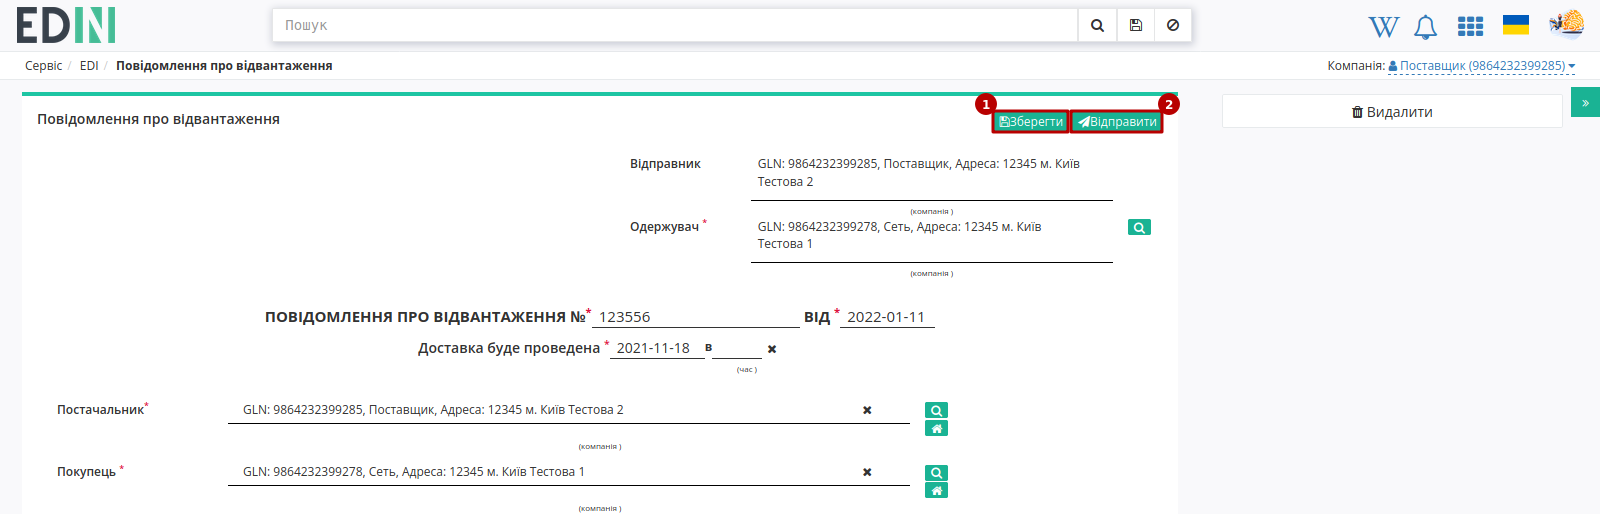 EDIN
Пошук
Сервіс / EDI / Повідомлення про відвантаження
Компанія: Поставщик (9864232399285)
1
2
»
Повідомлення про відвантаження
Зберегти
Відправити
Видалити
Відправник
GLN: 9864232399285, Поставщик, Адреса: 12345 м. Київ
Тестова 2
(компанія )
Одержувач *
GLN: 9864232399278, Сеть, Адреса: 12345 м. Київ
Тестова 1
(компанія )
ПОВІДОМЛЕННЯ ПРО ВІДВАНТАЖЕННЯ №* 123556 ВІД * 2022-01-11
Доставка буде проведена * 2021-11-18 в
(час )
Постачальник* GLN: 9864232399285, Поставщик, Адреса: 12345 м. Київ Тестова 2
(компанія )
Покупець * GLN: 9864232399278, Сеть, Адреса: 12345 м. Київ Тестова 1
(компанія )